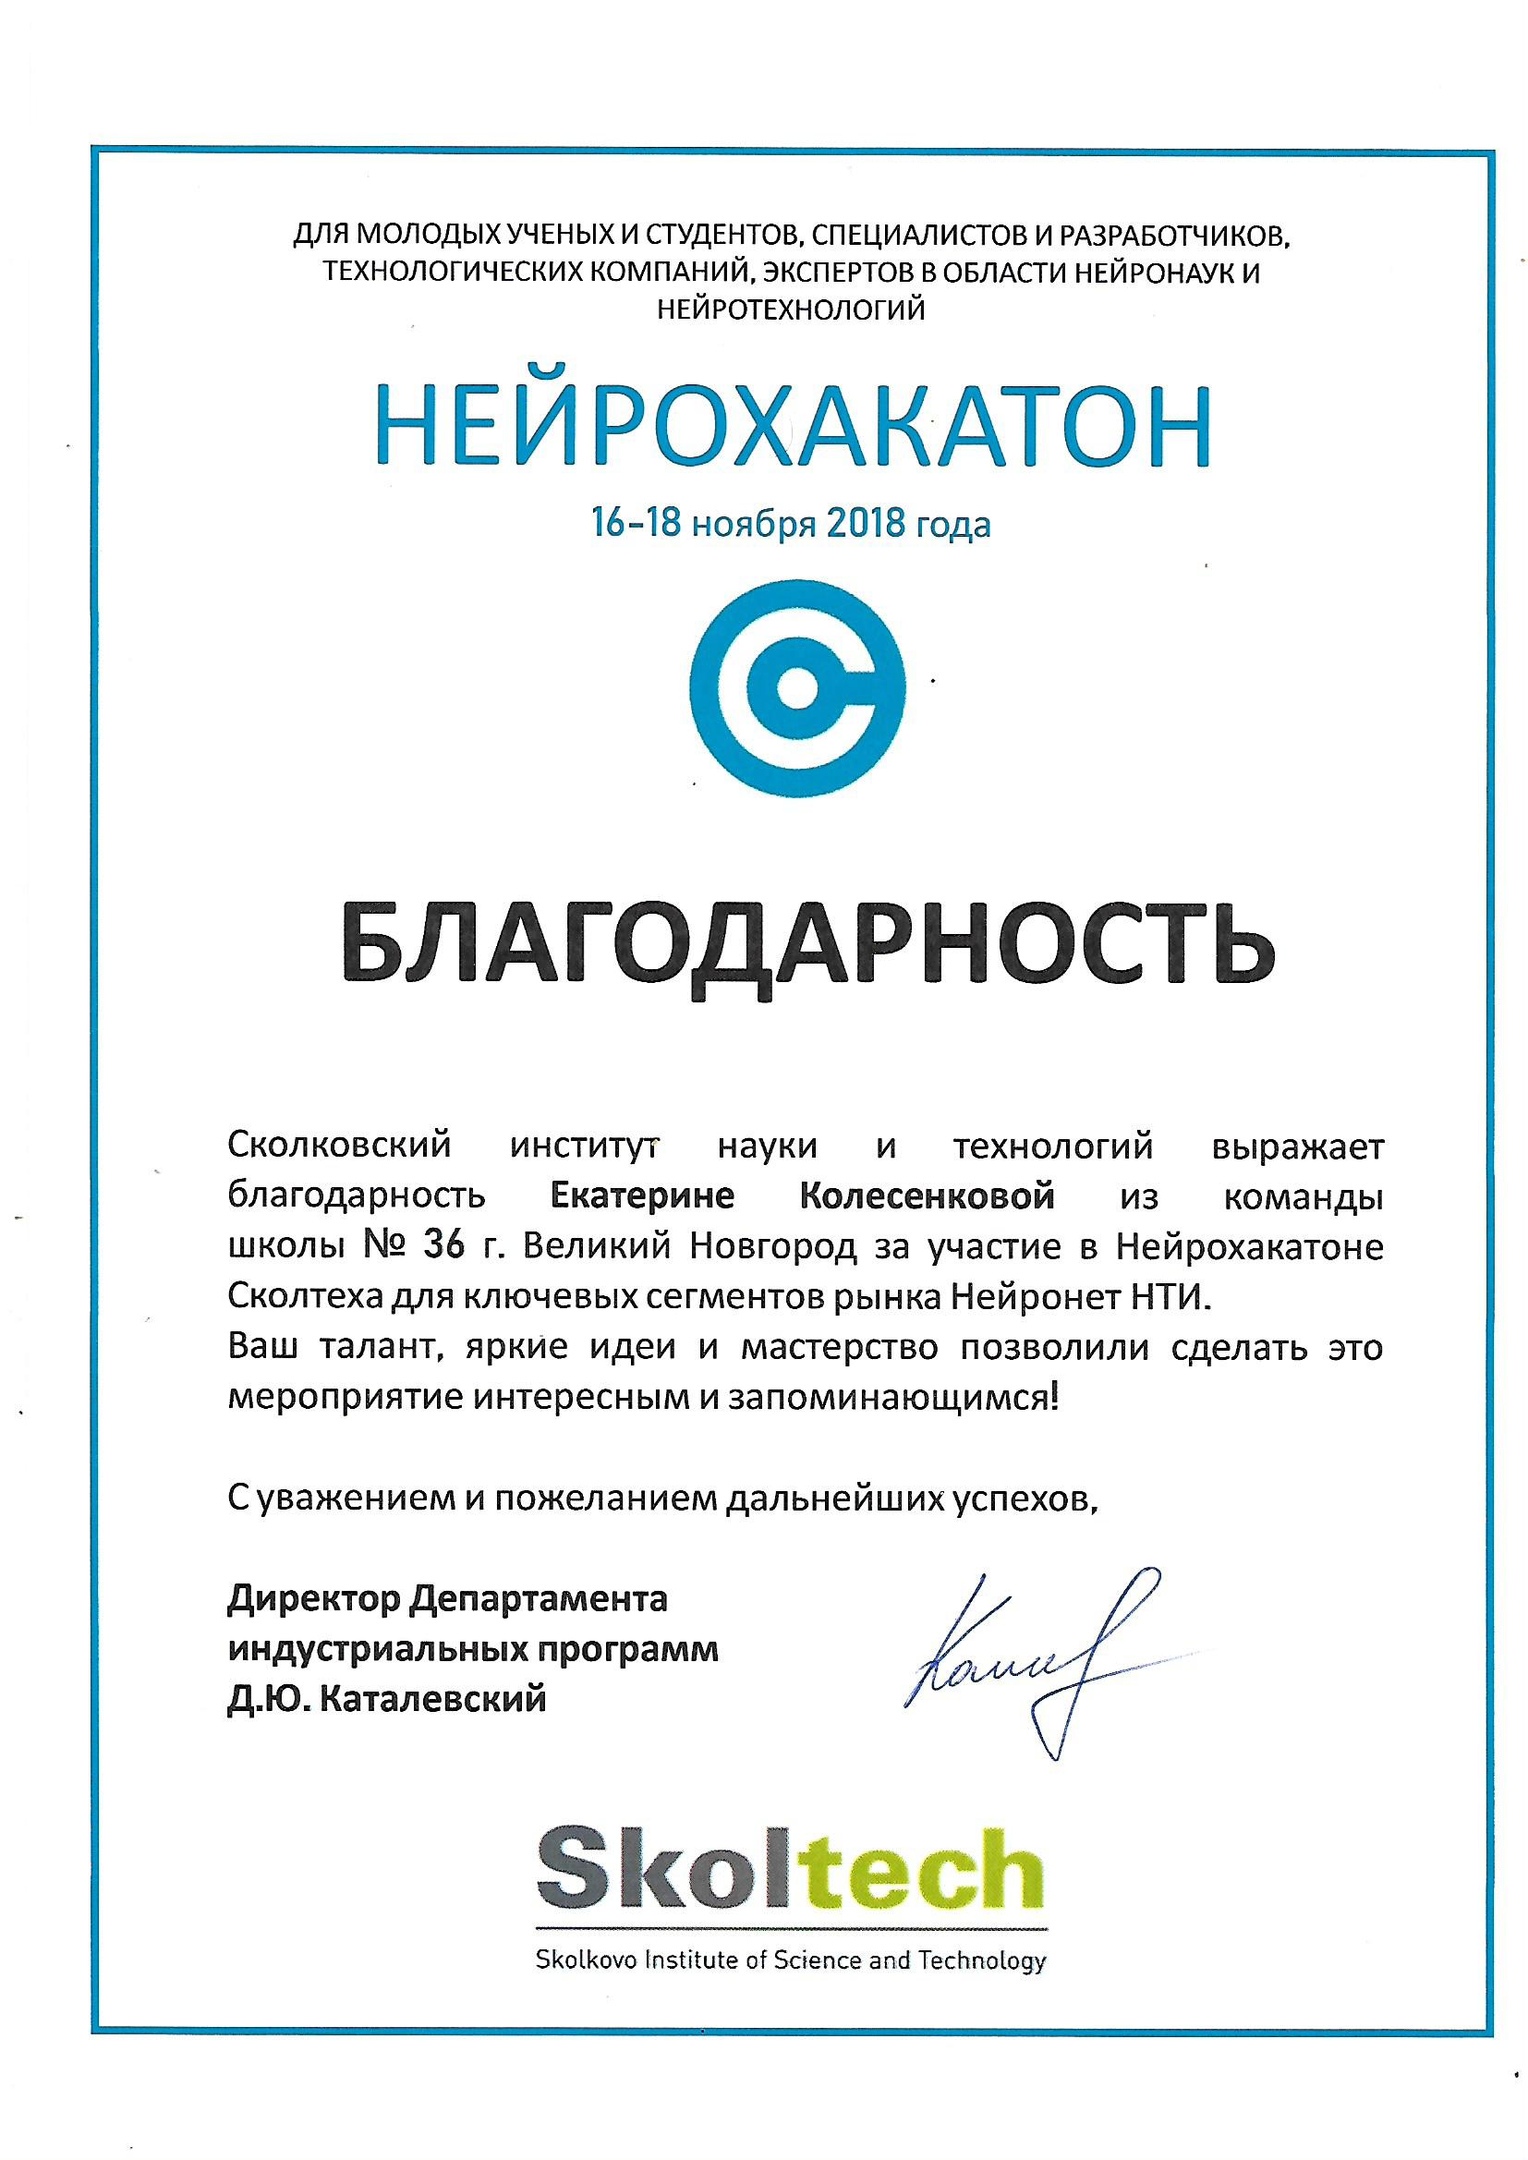 ДЛЯ МОЛОДЫХ УЧЕНЫХ И СТУДЕНТОВ, СПЕЦИАЛИСТОВ И РАЗРАБОТЧИКОВ,
ТЕХНОЛОГИЧЕСКИХ КОМПАНИЙ, ЭКСПЕРТОВ В ОБЛАСТИ НЕЙРОНАУК И
НЕЙРОТЕХНОЛОГИЙ
НЕЙРОХАКАТОН
16-18 ноября 2018 года
БЛАГОДАРНОСТЬ
Сколковский институт науки и технологий выражает
благодарность Екатерине Колесенковой из команды
школы № 36 г. Великий Новгород за участие в Нейрохакатоне
Сколтеха для ключевых сегментов рынка Нейронет НТИ.
Ваш талант, яркие идеи и мастерство позволили сделать это
мероприятие интересным и запоминающимся!
С уважением и пожеланием дальнейших успехов,
Директор Департамента
индустриальных программ
Д.Ю. Каталевский
Skoltech
Skolkovo Institute of Science and Technology